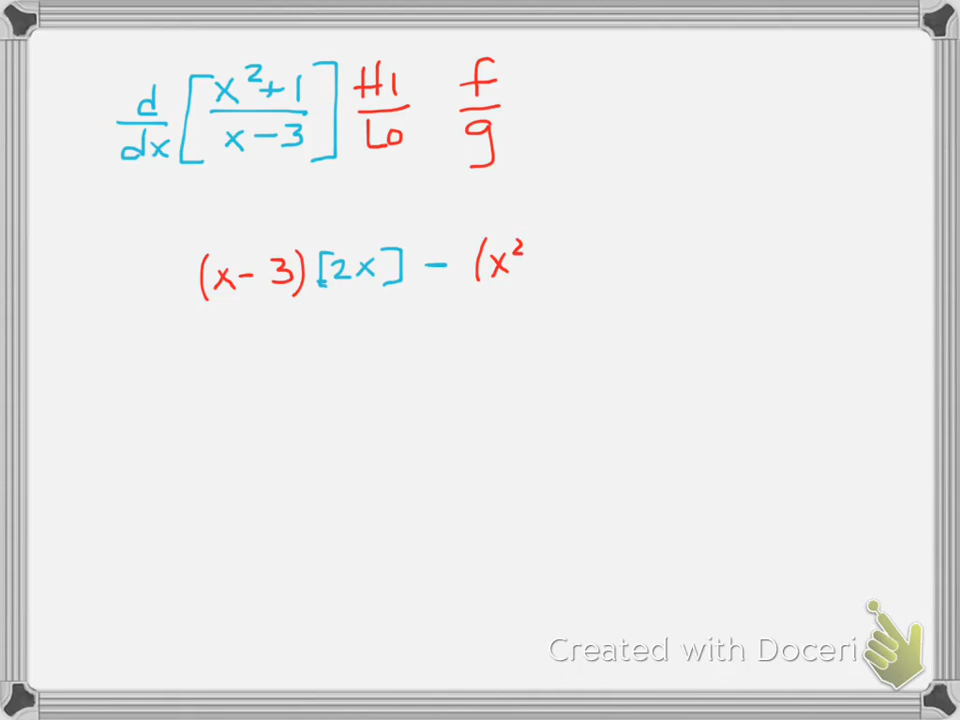 d/dx [ x²+1 / x-3 ] Hi/Lo f/g
(x-3)[2x] - (x²
Created with Doceri